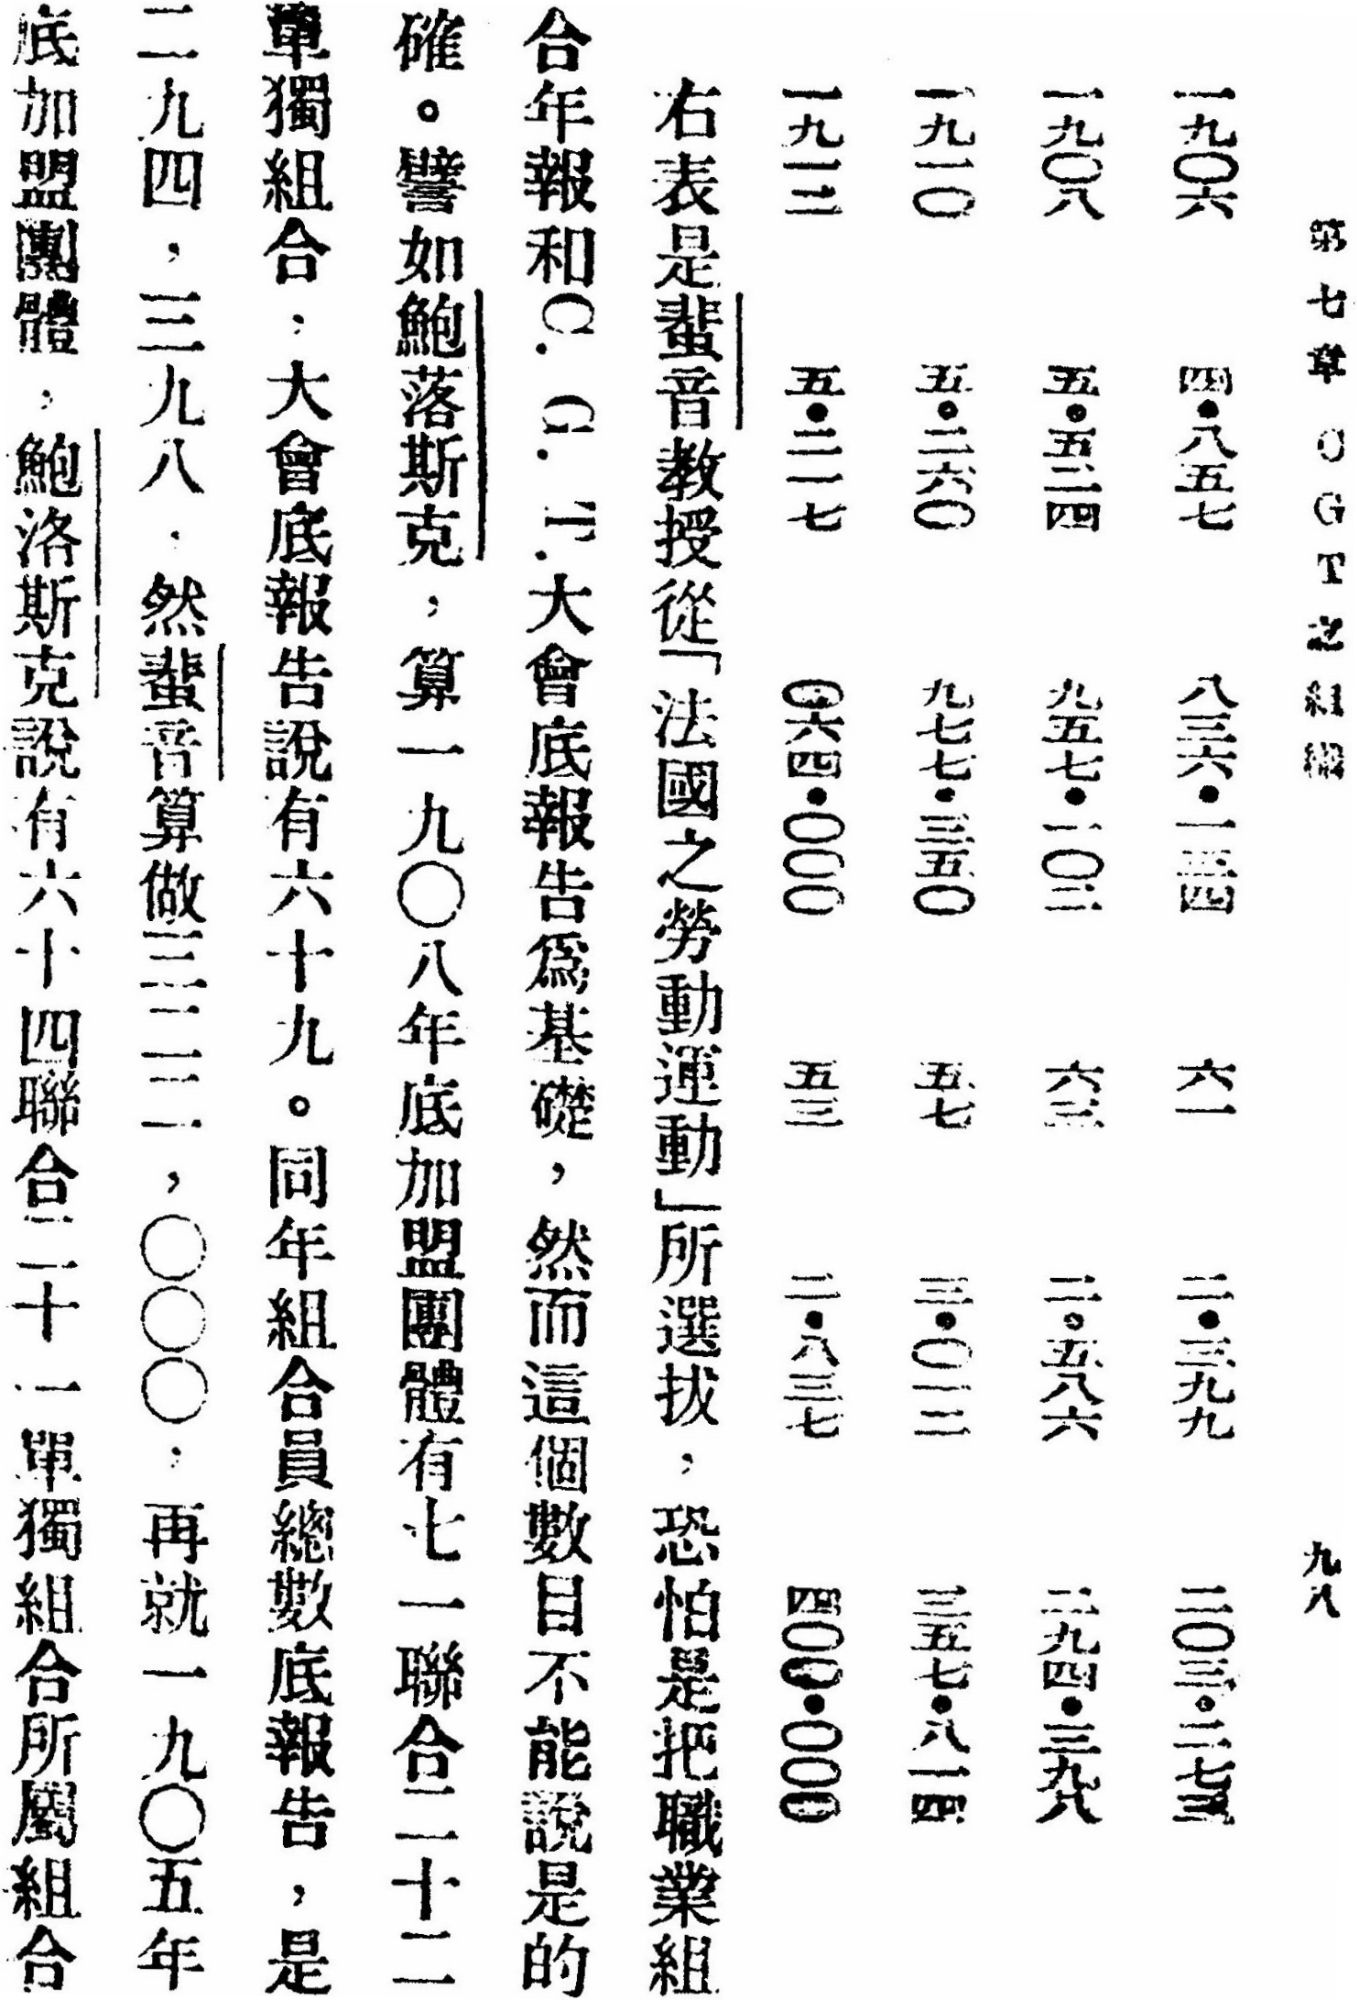 第七章　CGT之組織　九八
一九〇六　四・八五七　八三六・一三四　六一　二・三九九　二〇三・二七三
一九〇八　五・五二四　九五七・一〇二　六三　二・五八六　二九四・三九八
一九一〇　五・二六〇　九七七・三五〇　五七　三・〇一二　三五七・八一四
一九一二　五・二一七　〇六四・〇〇〇　五三　二・八三七　四〇〇・〇〇〇
右表是蜚音教授從「法國之勞動運動」所選拔，恐怕是把職業組
合年報和C. G. T.大會底報告爲基礎，然而這個數目不能說是的
確。譬如鮑落斯克，算一九〇八年底加盟團體有七一聯合二十二
單獨組合，大會底報告說有六十九。同年組合員總數底報告，是
二九四，三九八，然蜚音算做三二二，〇〇〇，再就一九〇五年
底加盟團體，鮑洛斯克說有六十四聯合二十一單獨組合所屬組合